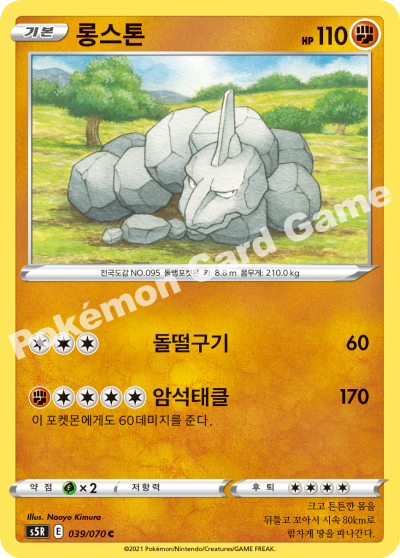 기본 롱스톤 HP 110
전국도감 NO.095 돌뱀포켓몬 키: 8.8 m 몸무게: 210.0 kg
Pokémon Card Game
돌떨구기 60
암석태클 170
이 포켓몬에게도 60데미지를 준다.
약점 ×2 저항력 후퇴
Illus. Naoyo Kimura
s5R E 039/070 C
크고 튼튼한 몸을
뒤틀고 꼬아서 시속 80km로
힘차게 땅을 파나간다.
©2021 Pokémon/Nintendo/Creatures/GAME FREAK.